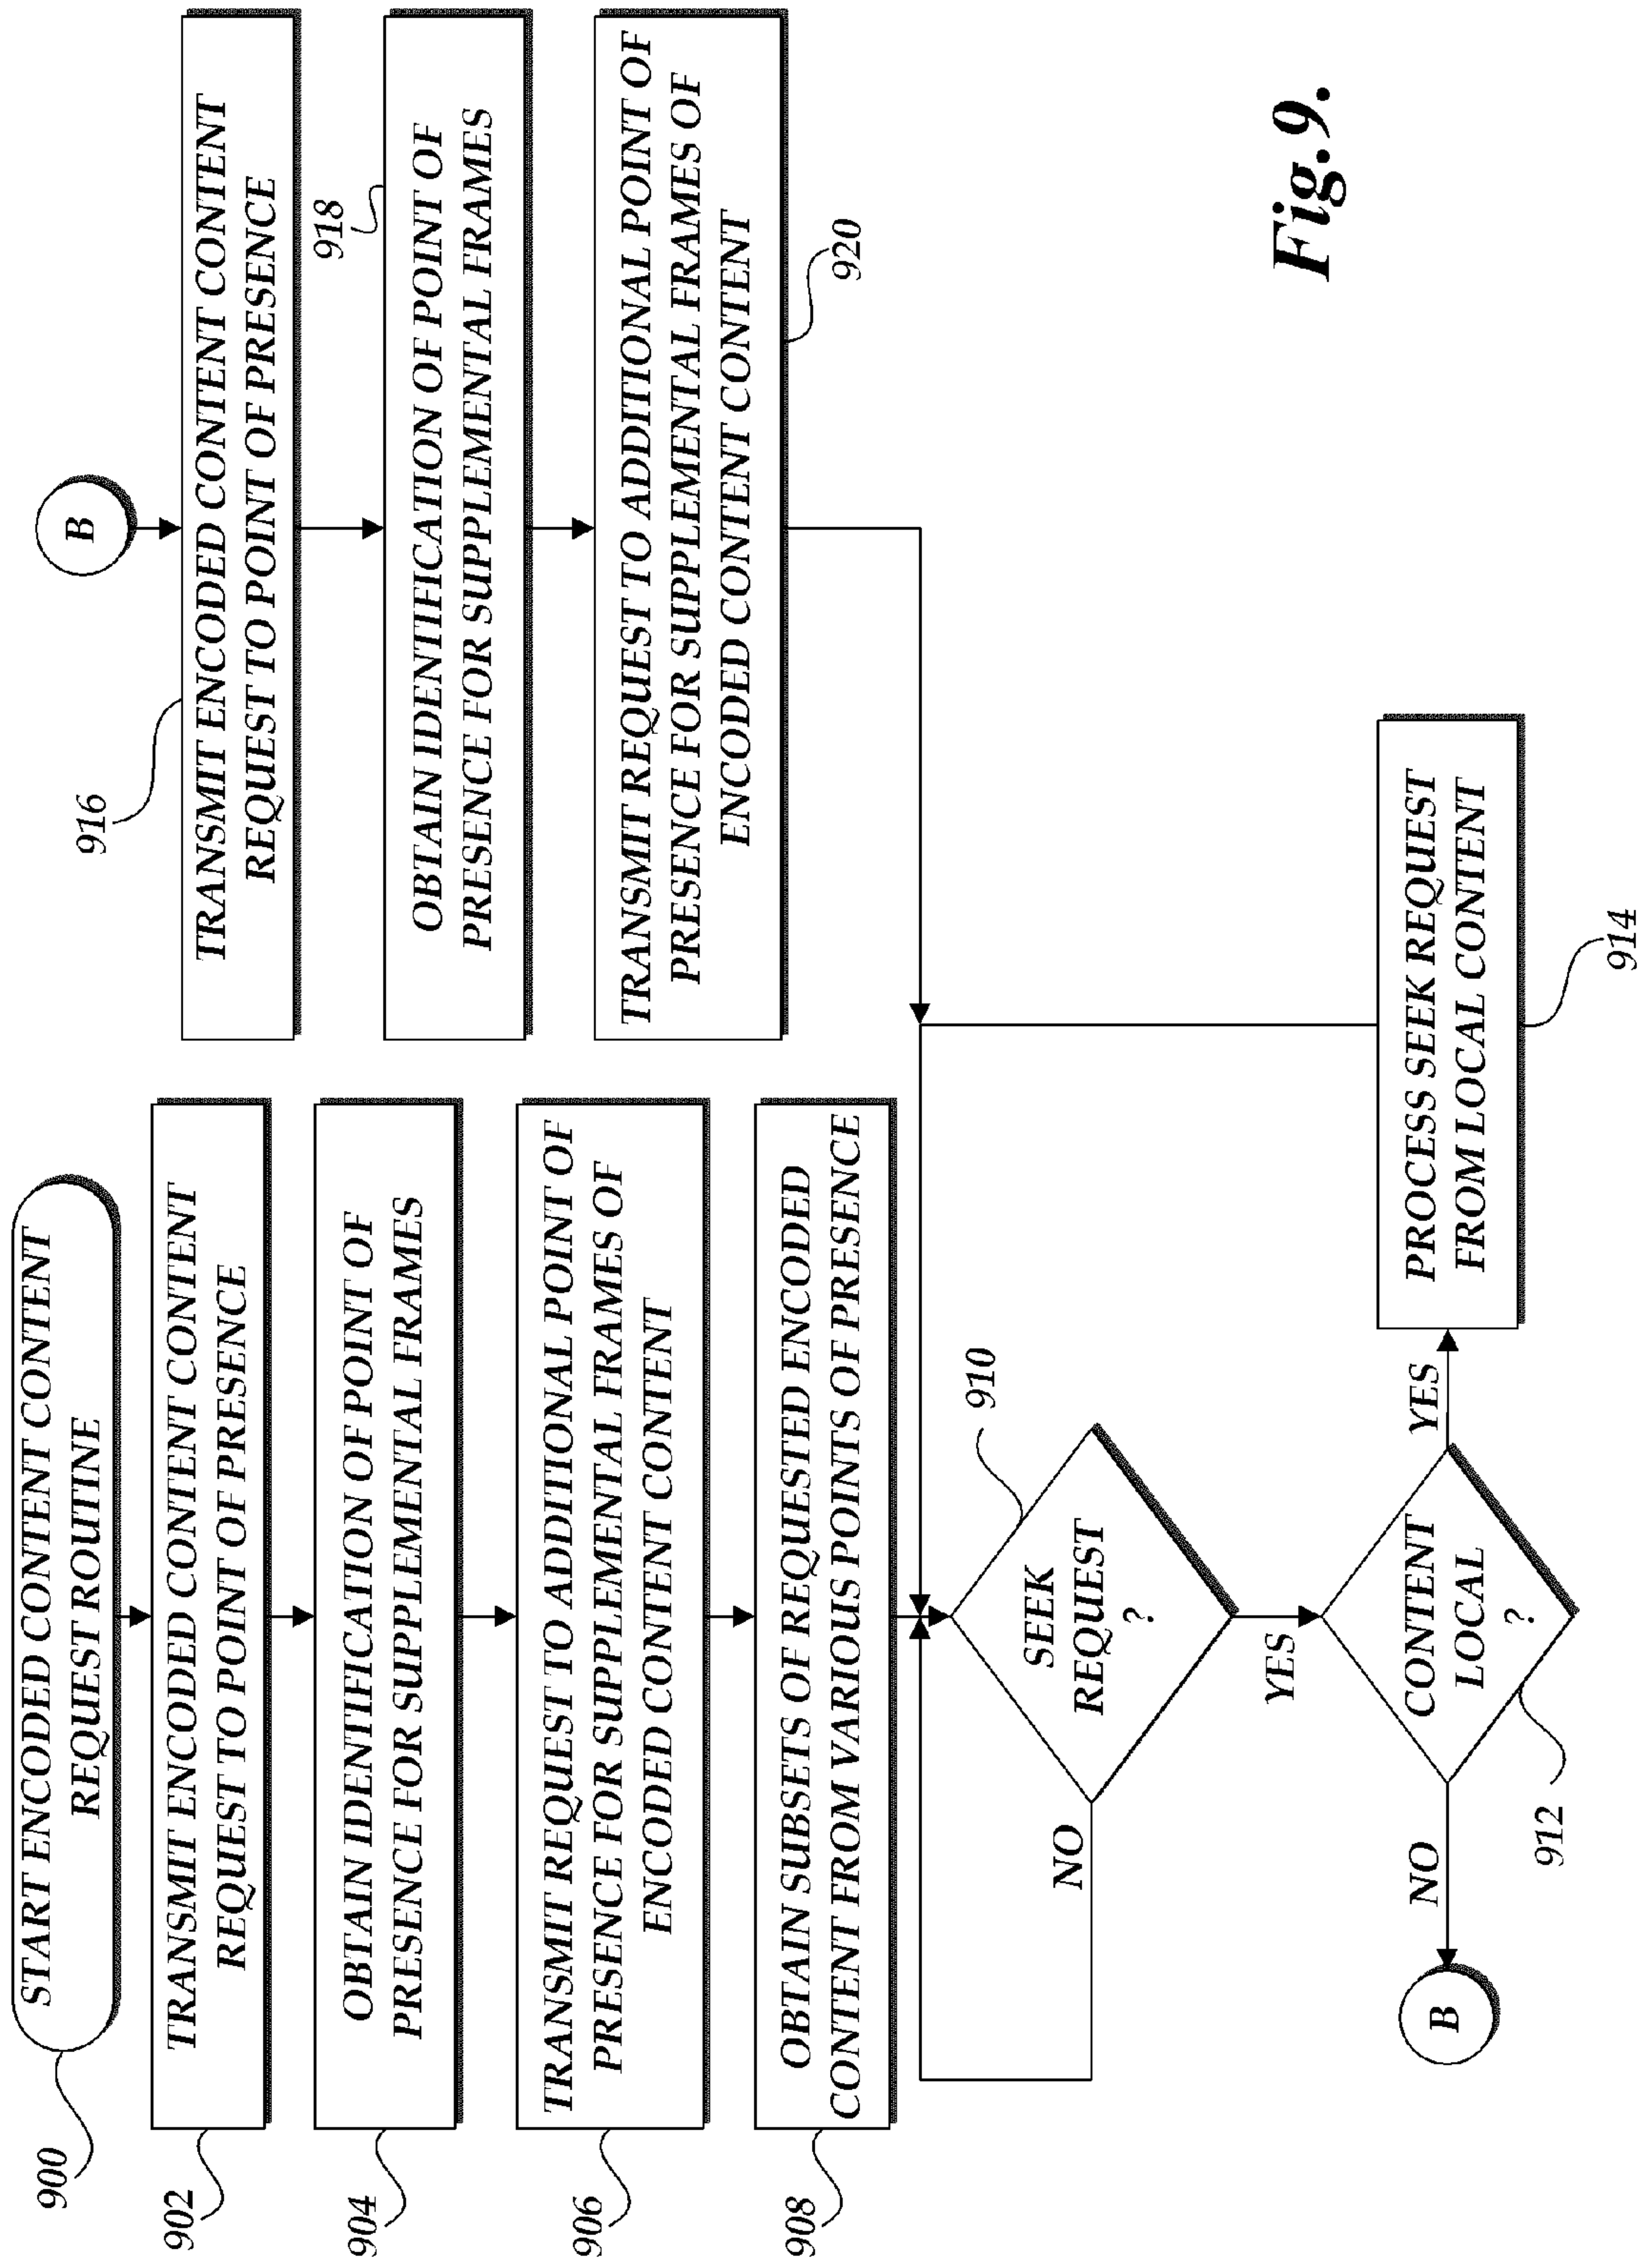 900
START ENCODED CONTENT CONTENT
REQUEST ROUTINE
902
TRANSMIT ENCODED CONTENT CONTENT
REQUEST TO POINT OF PRESENCE
904
OBTAIN IDENTIFICATION OF POINT OF
PRESENCE FOR SUPPLEMENTAL FRAMES
906
TRANSMIT REQUEST TO ADDITIONAL POINT OF
PRESENCE FOR SUPPLEMENTAL FRAMES OF
ENCODED CONTENT CONTENT
908
OBTAIN SUBSETS OF REQUESTED ENCODED
CONTENT FROM VARIOUS POINTS OF PRESENCE
910
SEEK
REQUEST
?
NO
YES
912
CONTENT
LOCAL
?
NO
B
YES
PROCESS SEEK REQUEST
FROM LOCAL CONTENT
914
B
916
TRANSMIT ENCODED CONTENT CONTENT
REQUEST TO POINT OF PRESENCE
918
OBTAIN IDENTIFICATION OF POINT OF
PRESENCE FOR SUPPLEMENTAL FRAMES
TRANSMIT REQUEST TO ADDITIONAL POINT OF
PRESENCE FOR SUPPLEMENTAL FRAMES OF
ENCODED CONTENT CONTENT
920
Fig.9.